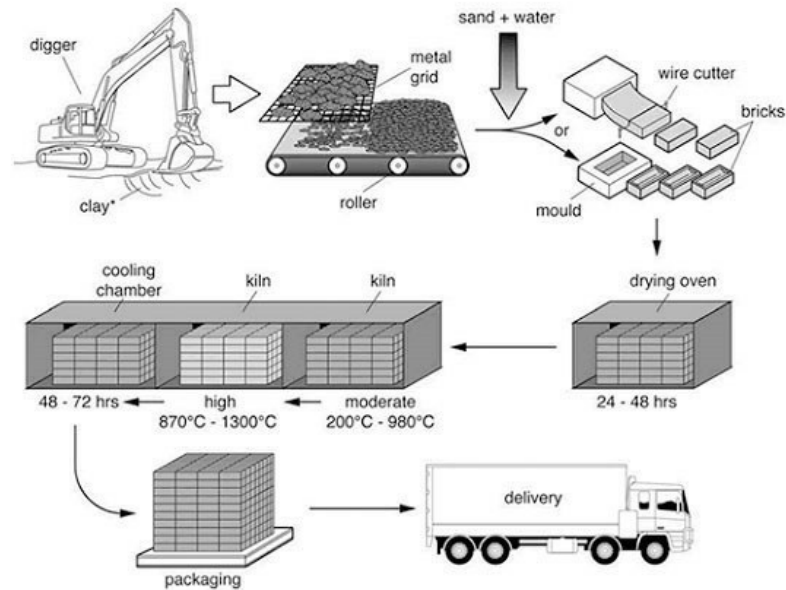 sand + water
digger
metal
grid
wire cutter
bricks
or
clay*
roller
mould
cooling
chamber
kiln
kiln
drying oven
48 - 72 hrs
high
870°C - 1300°C
moderate
200°C - 980°C
24 - 48 hrs
delivery
packaging